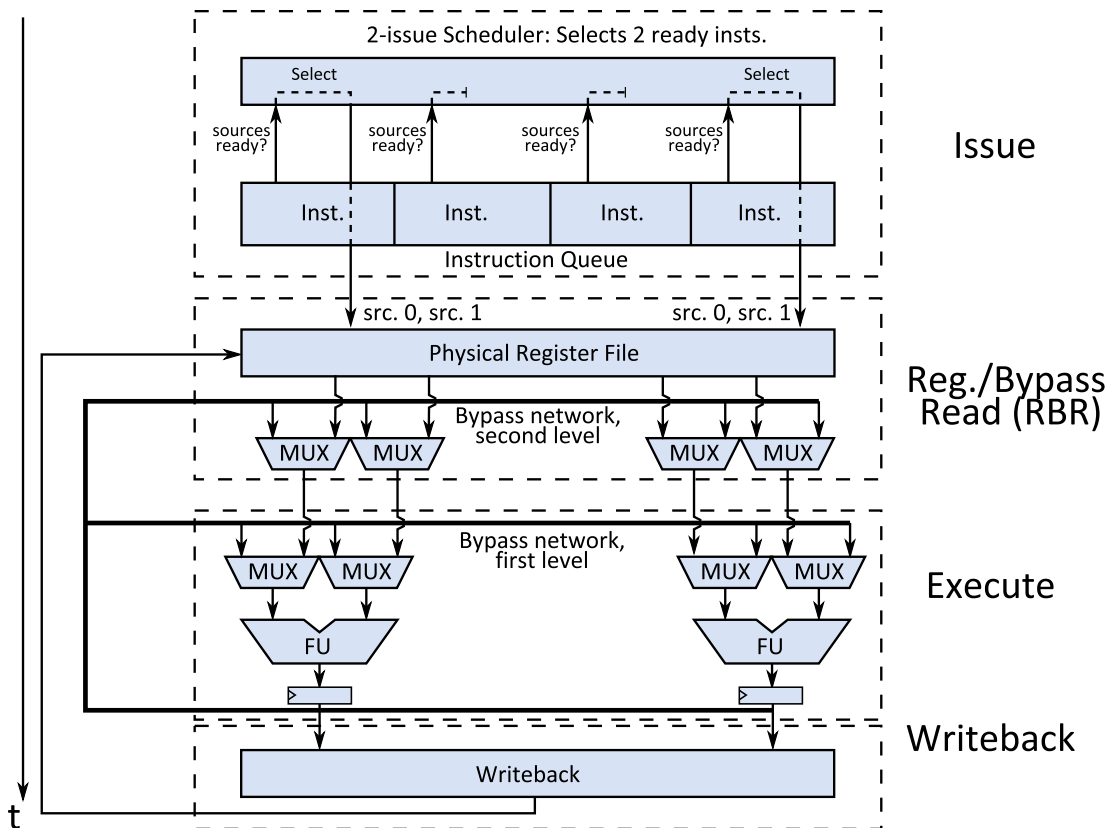 2-issue Scheduler: Selects 2 ready insts.
Select
Select
sources
ready?
sources
ready?
sources
ready?
sources
ready?
Issue
Inst.
Inst.
Inst.
Inst.
Instruction Queue
src. 0, src. 1
src. 0, src. 1
Physical Register File
Reg./Bypass
Read (RBR)
Bypass network,
second level
MUX
MUX
MUX
MUX
Bypass network,
first level
MUX
MUX
MUX
MUX
Execute
FU
FU
Writeback
Writeback
t